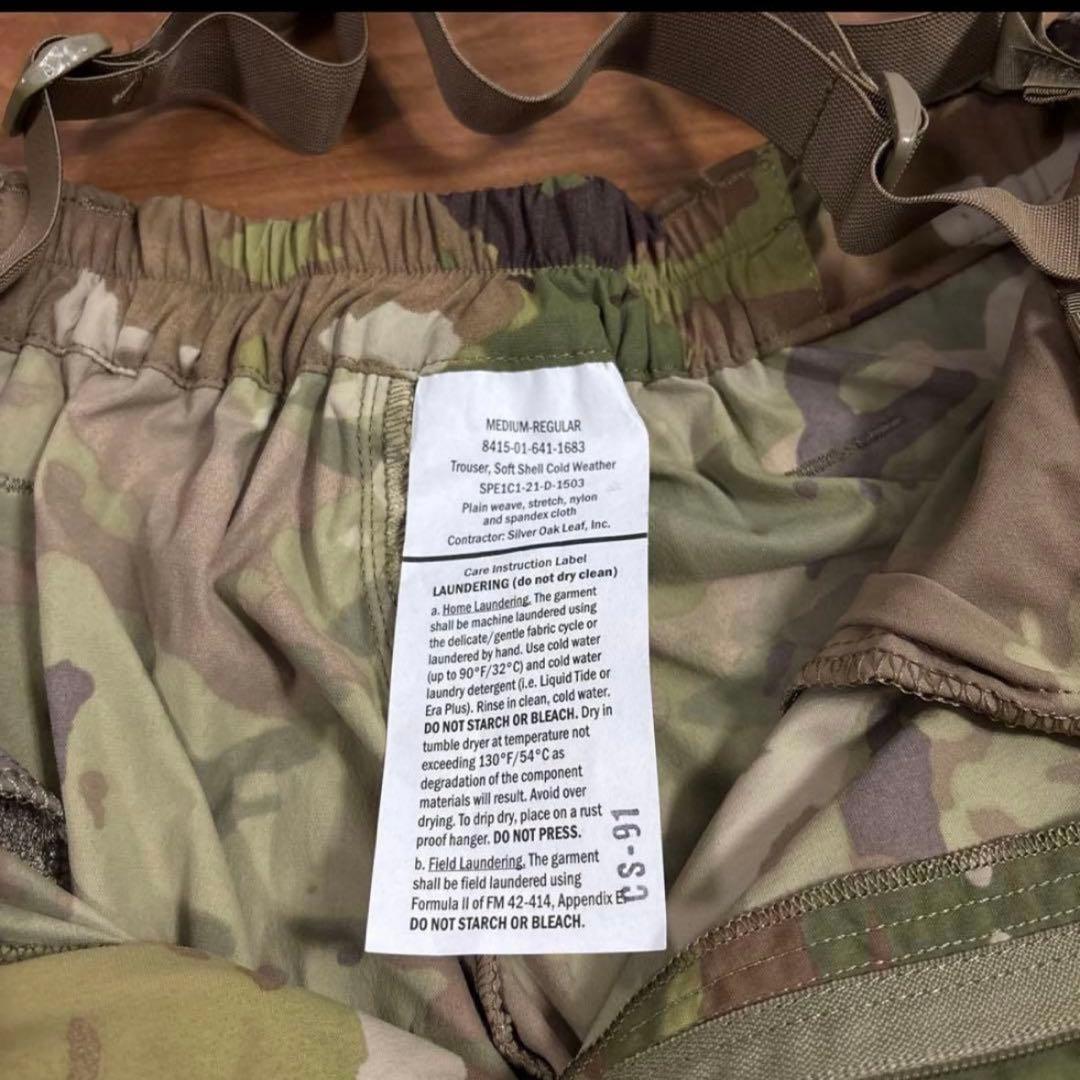 MEDIUM-REGULAR
8415-01-641-1683
Trouser, Soft Shell Cold Weather
SPE1C1-21-D-1503
Plain weave, stretch, nylon
and spandex cloth
Contractor: Silver Oak Leaf, Inc.
Care Instruction Label
LAUNDERING (do not dry clean)
a. Home Laundering. The garment
shall be machine laundered using
the delicate/gentle fabric cycle or
laundered by hand. Use cold water
(up to 90°F/32°C) and cold water
laundry detergent (i.e. Liquid Tide or
Era Plus). Rinse in clean, cold water.
DO NOT STARCH OR BLEACH. Dry in
tumble dryer at temperature not
exceeding 130°F/54°C as
degradation of the component
materials will result. Avoid over
drying. To drip dry, place on a rust
proof hanger. DO NOT PRESS.
b. Field Laundering. The garment
shall be field laundered using
Formula II of FM 42-414, Appendix E.
DO NOT STARCH OR BLEACH.
CS-91